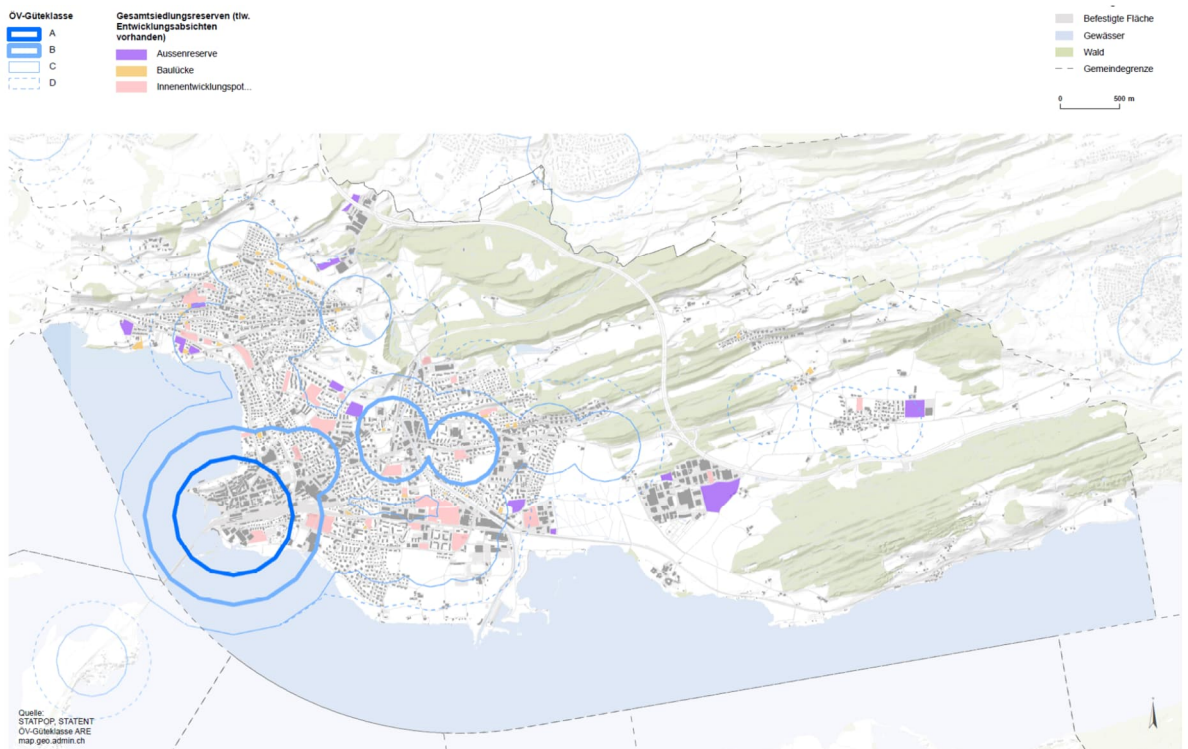 ÖV-Güteklasse
A
B
C
D
Gesamtsiedlungsreserven (tlw.
Entwicklungsabsichten
vorhanden)
Aussenreserve
Baulücke
Innenentwicklungspot...
Befestigte Fläche
Gewässer
Wald
Gemeindegrenze
0 500 m
Quelle:
STATPOP, STATENT
ÖV-Güteklasse ARE
map.geo.admin.ch